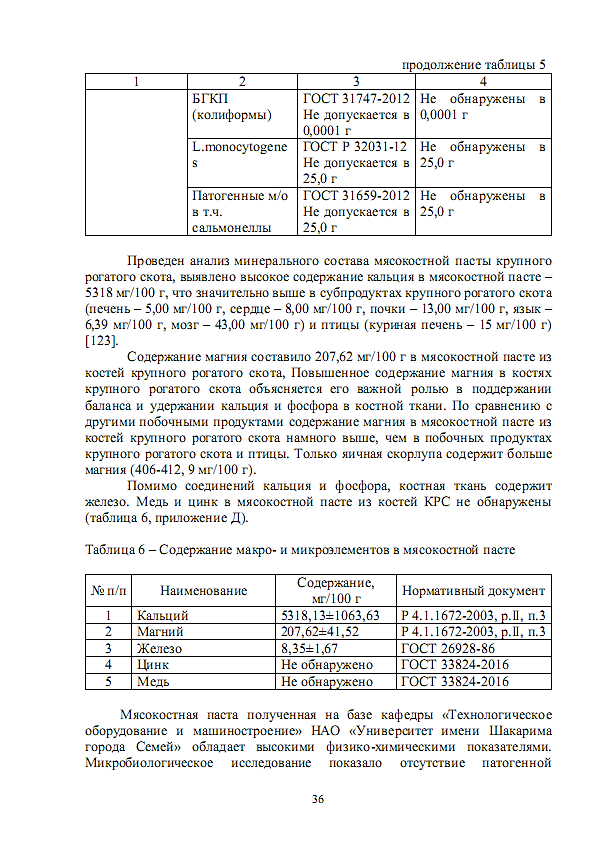 продолжение таблицы 5
1 2 3 4
БГКП ГОСТ 31747-2012 Не обнаружены в
(колиформы) Не допускается в 0,0001 г
0,0001 г
L.monocytogene ГОСТ Р 32031-12 Не обнаружены в
s Не допускается в 25,0 г
25,0 г
Патогенные м/о ГОСТ 31659-2012 Не обнаружены в
в т.ч. Не допускается в 25,0 г
сальмонеллы 25,0 г
Проведен анализ минерального состава мясокостной пасты крупного
рогатого скота, выявлено высокое содержание кальция в мясокостной пасте –
5318 мг/100 г, что значительно выше в субпродуктах крупного рогатого скота
(печень – 5,00 мг/100 г, сердце – 8,00 мг/100 г, почки – 13,00 мг/100 г, язык –
6,39 мг/100 г, мозг – 43,00 мг/100 г) и птицы (куриная печень – 15 мг/100 г)
[123].
Содержание магния составило 207,62 мг/100 г в мясокостной пасте из
костей крупного рогатого скота, Повышенное содержание магния в костях
крупного рогатого скота объясняется его важной ролью в поддержании
баланса и удержании кальция и фосфора в костной ткани. По сравнению с
другими побочными продуктами содержание магния в мясокостной пасте из
костей крупного рогатого скота намного выше, чем в побочных продуктах
крупного рогатого скота и птицы. Только яичная скорлупа содержит больше
магния (406-412, 9 мг/100 г).
Помимо соединений кальция и фосфора, костная ткань содержит
железо. Медь и цинк в мясокостной пасте из костей КРС не обнаружены
(таблица 6, приложение Д).
Таблица 6 – Содержание макро- и микроэлементов в мясокостной пасте
№ п/п Наименование Содержание, мг/100 г Нормативный документ
1 Кальций 5318,13±1063,63 Р 4.1.1672-2003, р.II, п.3
2 Магний 207,62±41,52 Р 4.1.1672-2003, р.II, п.3
3 Железо 8,35±1,67 ГОСТ 26928-86
4 Цинк Не обнаружено ГОСТ 33824-2016
5 Медь Не обнаружено ГОСТ 33824-2016
Мясокостная паста полученная на базе кафедры «Технологическое
оборудование и машиностроение» НАО «Университет имени Шакарима
города Семей» обладает высокими физико-химическими показателями.
Микробиологическое исследование показало отсутствие патогенной
36